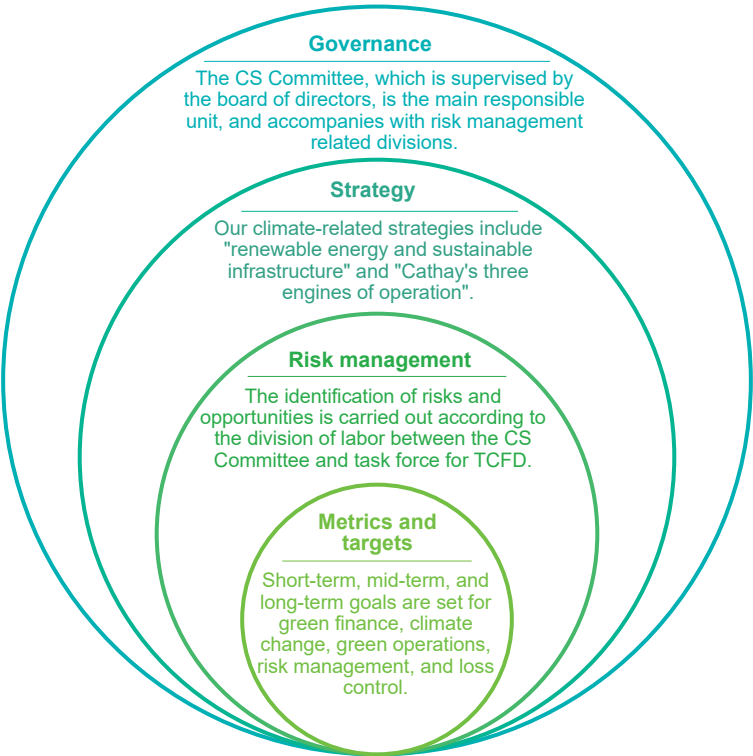 Governance
The CS Committee, which is supervised by
the board of directors, is the main responsible
unit, and accompanies with risk management
related divisions.
Strategy
Our climate-related strategies include
"renewable energy and sustainable
infrastructure" and "Cathay's three
engines of operation".
Risk management
The identification of risks and
opportunities is carried out according to
the division of labor between the CS
Committee and task force for TCFD.
Metrics and
targets
Short-term, mid-term, and
long-term goals are set for
green finance, climate
change, green operations,
risk management, and loss
control.